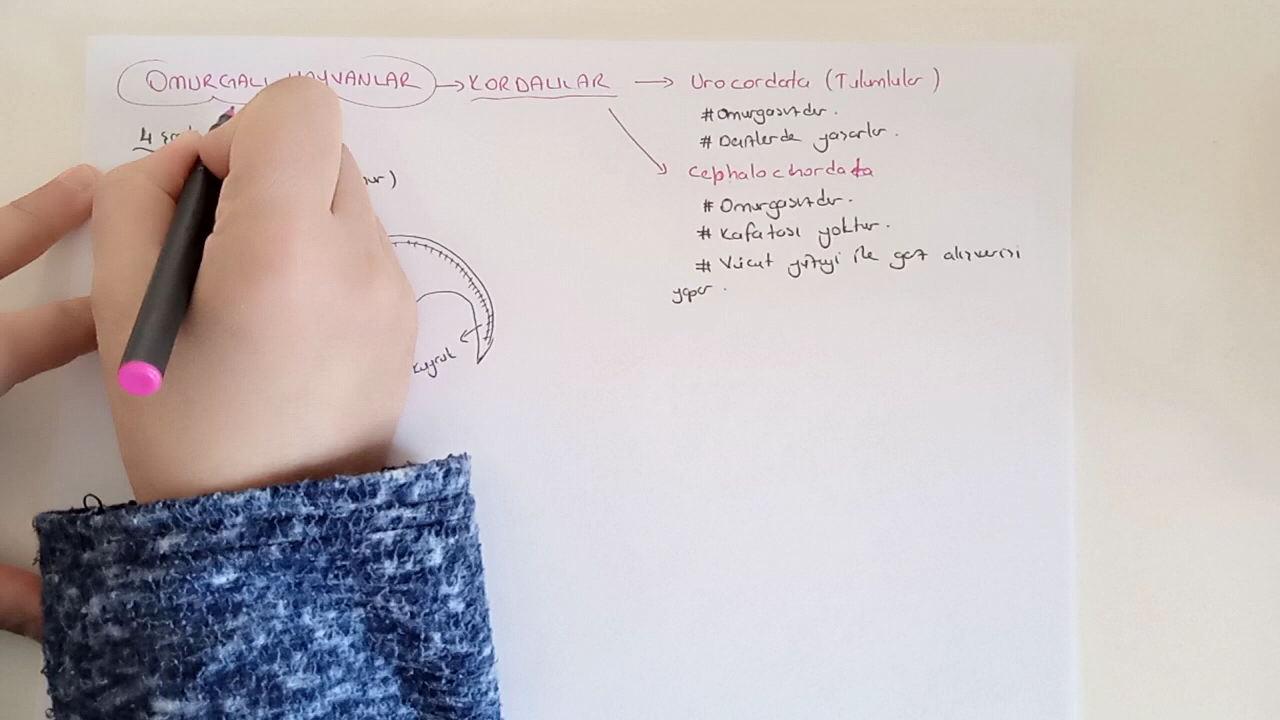 OMURGALI HAYVANLAR → KORDALILAR → Urocordata (Tulumlular)
# Omurgasızdır.
# Denizlerde yaşarlar.
Cephalochordata
# Omurgasızdır.
# Kafatası yoktur.
# Vücut yüzeyi ile gaz alışverişi
yapar.
4
Kuyruk